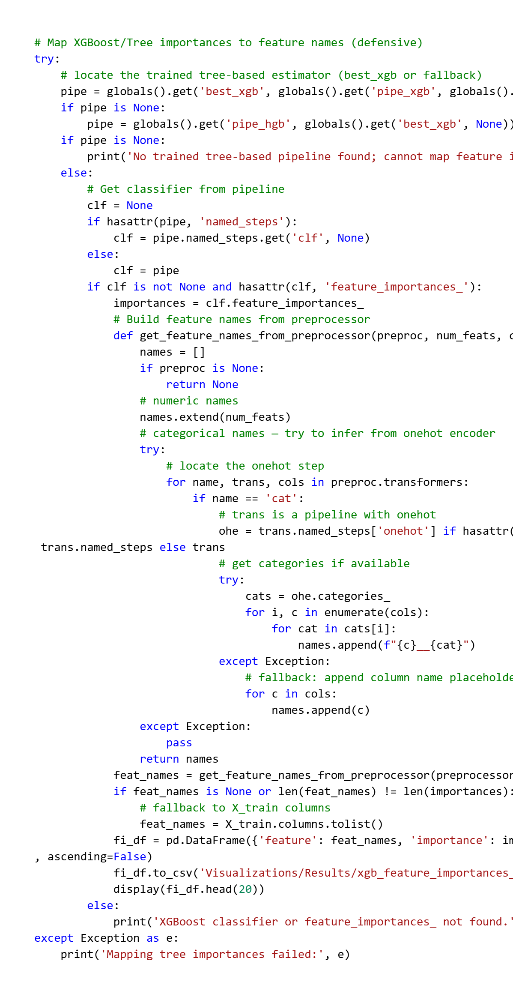 # Map XGBoost/Tree importances to feature names (defensive)
try:
    # locate the trained tree-based estimator (best_xgb or fallback)
    pipe = globals().get('best_xgb', globals().get('pipe_xgb', globals().
    if pipe is None:
        pipe = globals().get('pipe_hgb', globals().get('best_xgb', None))
    if pipe is None:
        print('No trained tree-based pipeline found; cannot map feature
    else:
        # Get classifier from pipeline
        clf = None
        if hasattr(pipe, 'named_steps'):
            clf = pipe.named_steps.get('clf', None)
        else:
            clf = pipe
        if clf is not None and hasattr(clf, 'feature_importances_'):
            importances = clf.feature_importances_
            # Build feature names from preprocessor
            def get_feature_names_from_preprocessor(preproc, num_feats,
                names = []
                if preproc is None:
                    return None
                # numeric names
                names.extend(num_feats)
                # categorical names — try to infer from onehot encoder
                try:
                    # locate the onehot step
                    for name, trans, cols in preproc.transformers:
                        if name == 'cat':
                            # trans is a pipeline with onehot
                            ohe = trans.named_steps['onehot'] if hasattr(
 trans.named_steps else trans
                            # get categories if available
                            try:
                                cats = ohe.categories_
                                for i, c in enumerate(cols):
                                    for cat in cats[i]:
                                        names.append(f"{c}__{cat}")
                            except Exception:
                                # fallback: append column name placeholde
                                for c in cols:
                                    names.append(c)
                except Exception:
                    pass
                return names
            feat_names = get_feature_names_from_preprocessor(preprocessor
            if feat_names is None or len(feat_names) != len(importances):
                # fallback to X_train columns
                feat_names = X_train.columns.tolist()
            fi_df = pd.DataFrame({'feature': feat_names, 'importance': im
, ascending=False)
            fi_df.to_csv('Visualizations/Results/xgb_feature_importances_
            display(fi_df.head(20))
        else:
            print('XGBoost classifier or feature_importances_ not found.'
except Exception as e:
    print('Mapping tree importances failed:', e)